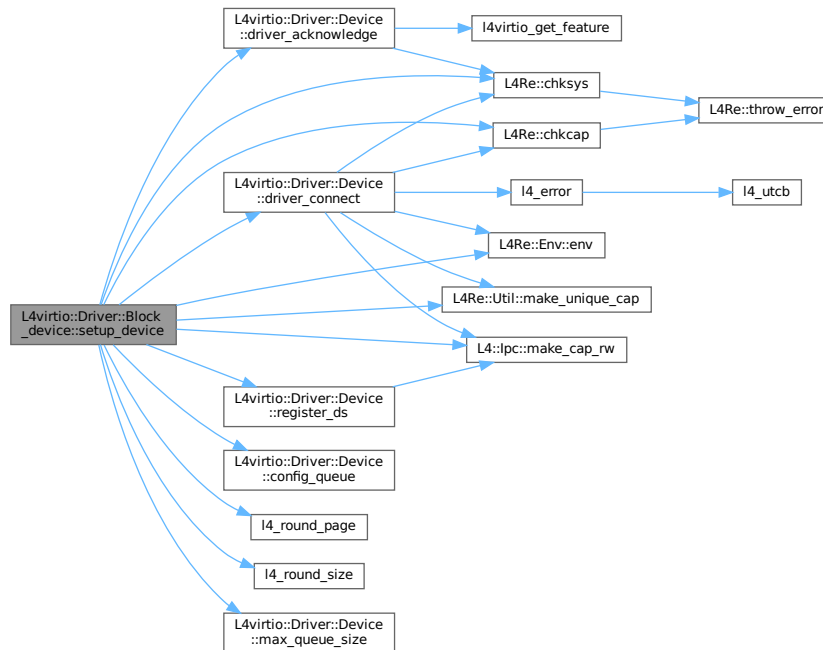 L4virtio::Driver::Device
::driver_acknowledge
l4virtio_get_feature
L4Re::chksys
L4Re::throw_error
L4Re::chkcap
L4virtio::Driver::Device
::driver_connect
l4_error
l4_utcb
L4Re::Env::env
L4Re::Util::make_unique_cap
L4virtio::Driver::Block
_device::setup_device
L4::Ipc::make_cap_rw
L4virtio::Driver::Device
::register_ds
L4virtio::Driver::Device
::config_queue
l4_round_page
l4_round_size
L4virtio::Driver::Device
::max_queue_size